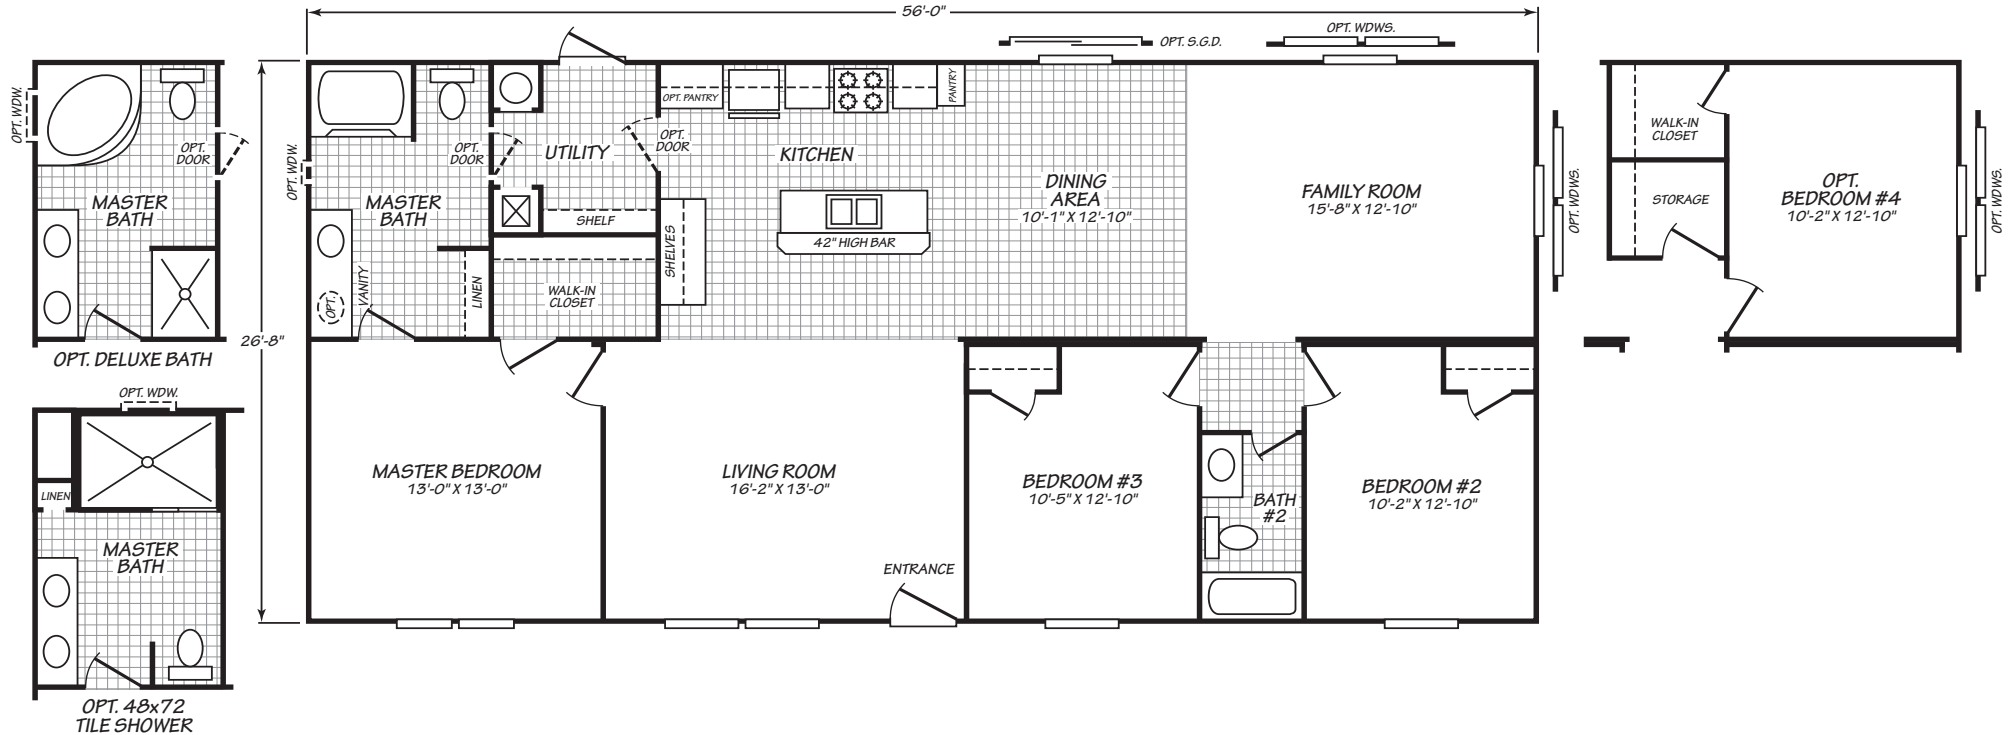 56'-0"
OPT. WDW.
OPT.
DOOR
MASTER
BATH
OPT. DELUXE BATH
OPT. WDW.
LINEN
MASTER
BATH
OPT. 48x72
TILE SHOWER
26'-8"
OPT. WDW.
MASTER
BATH
OPT.
DOOR
OPT.
VANITY
LINEN
UTILITY
SHELF
WALK-IN
CLOSET
OPT.
DOOR
OPT. PANTRY
PANTRY
KITCHEN
SHELVES
42" HIGH BAR
OPT. S.G.D.
DINING
AREA
10'-1" X 12'-10"
OPT. WDWS.
FAMILY ROOM
15'-8" X 12'-10"
OPT. WDWS.
MASTER BEDROOM
13'-0" X 13'-0"
LIVING ROOM
16'-2" X 13'-0"
ENTRANCE
BEDROOM #3
10'-5" X 12'-10"
BATH
#2
BEDROOM #2
10'-2" X 12'-10"
WALK-IN
CLOSET
STORAGE
OPT.
BEDROOM #4
10'-2" X 12'-10"
OPT. WDWS.